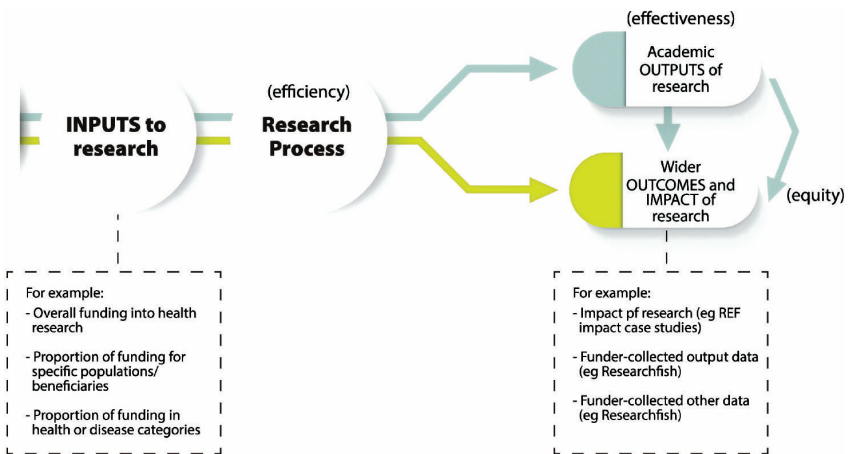 (effectiveness)
Academic
OUTPUTS of
research
(efficiency)
INPUTS to
research
Research
Process
Wider
OUTCOMES and
IMPACT of
research
(equity)
For example:
- Overall funding into health
research
- Proportion of funding for
specific populations/
beneficiaries
- Proportion of funding in
health or disease categories
For example:
- Impact pf research (eg REF
impact case studies)
- Funder-collected output data
(eg Researchfish)
- Funder-collected other data
(eg Researchfish)